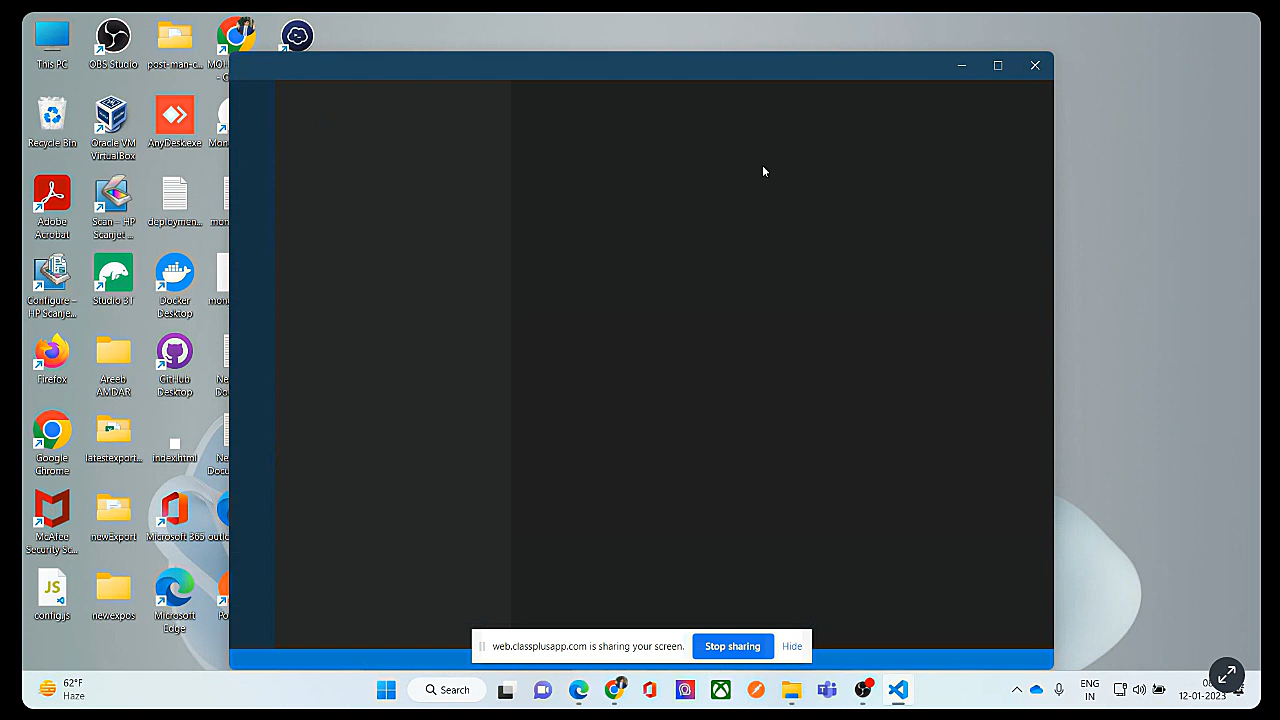 This PC
OBS Studio
post-man-c...
Recycle Bin
Oracle VM
VirtualBox
AnyDesk.exe
Adobe
Acrobat
Scan - HP
Scanjet ...
deploymen...
Configure -
HP Scanje...
Studio 3T
Docker
Desktop
Firefox
Areeb
AMDAR
GitHub
Desktop
Google
Chrome
latestexport...
index.html
McAfee
Security Sc...
newExport
Microsoft 365
JS
config.js
newexpos
Microsoft
Edge
web.classplusapp.com is sharing your screen.
Stop sharing
Hide
62°F
Haze
Search
ENG
IN
12-01-2023